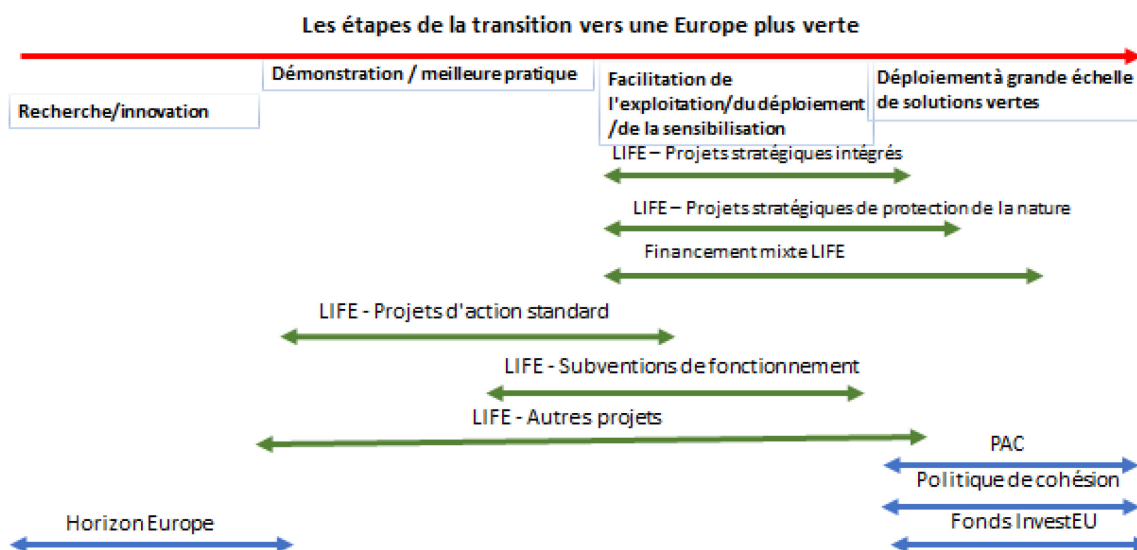 Les étapes de la transition vers une Europe plus verte
Recherche/innovation
Démonstration / meilleure pratique
Facilitation de
l'exploitation/du déploiement
/de la sensibilisation
Déploiement à grande échelle
de solutions vertes
LIFE – Projets stratégiques intégrés
LIFE – Projets stratégiques de protection de la nature
Financement mixte LIFE
LIFE - Projets d'action standard
LIFE - Subventions de fonctionnement
LIFE - Autres projets
PAC
Politique de cohésion
Horizon Europe
Fonds InvestEU